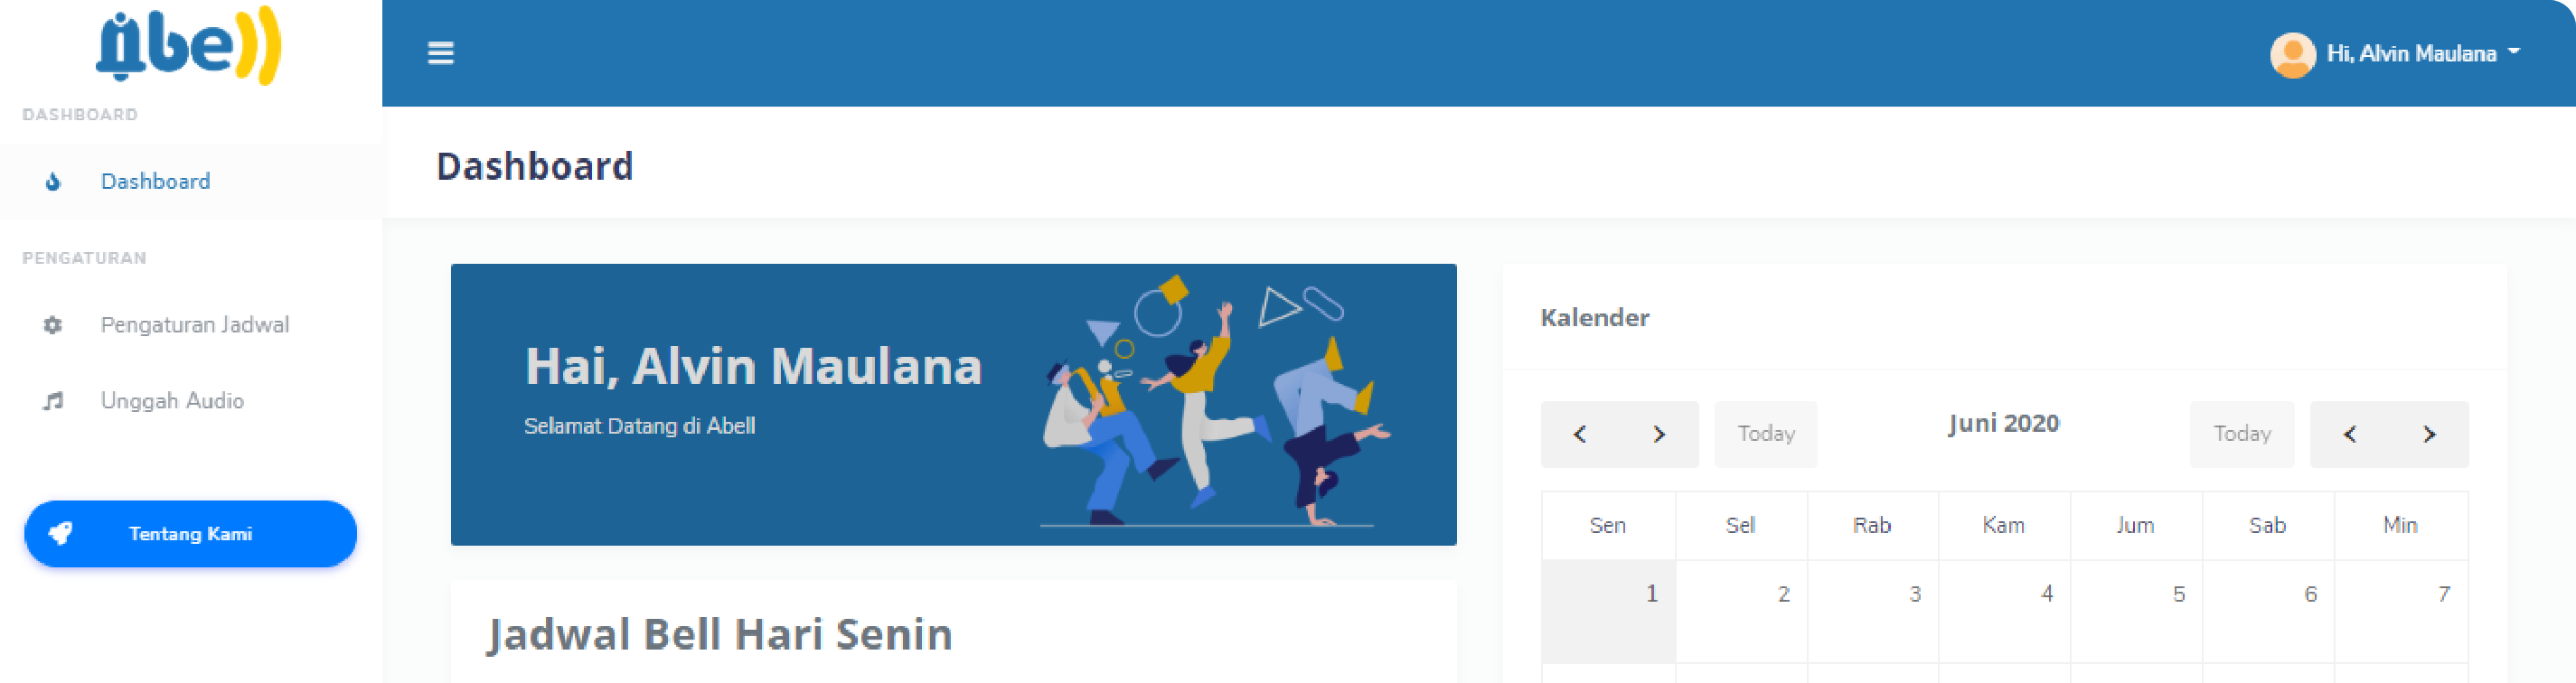 Abell
DASHBOARD
Dashboard
PENGATURAN
Pengaturan Jadwal
Unggah Audio
Tentang Kami
Hi, Alvin Maulana
Dashboard
Hai, Alvin Maulana
Selamat Datang di Abell
Jadwal Bell Hari Senin
Kalender
Today
Juni 2020
Today
Sen Sel Rab Kam Jum Sab Min
1 2 3 4 5 6 7